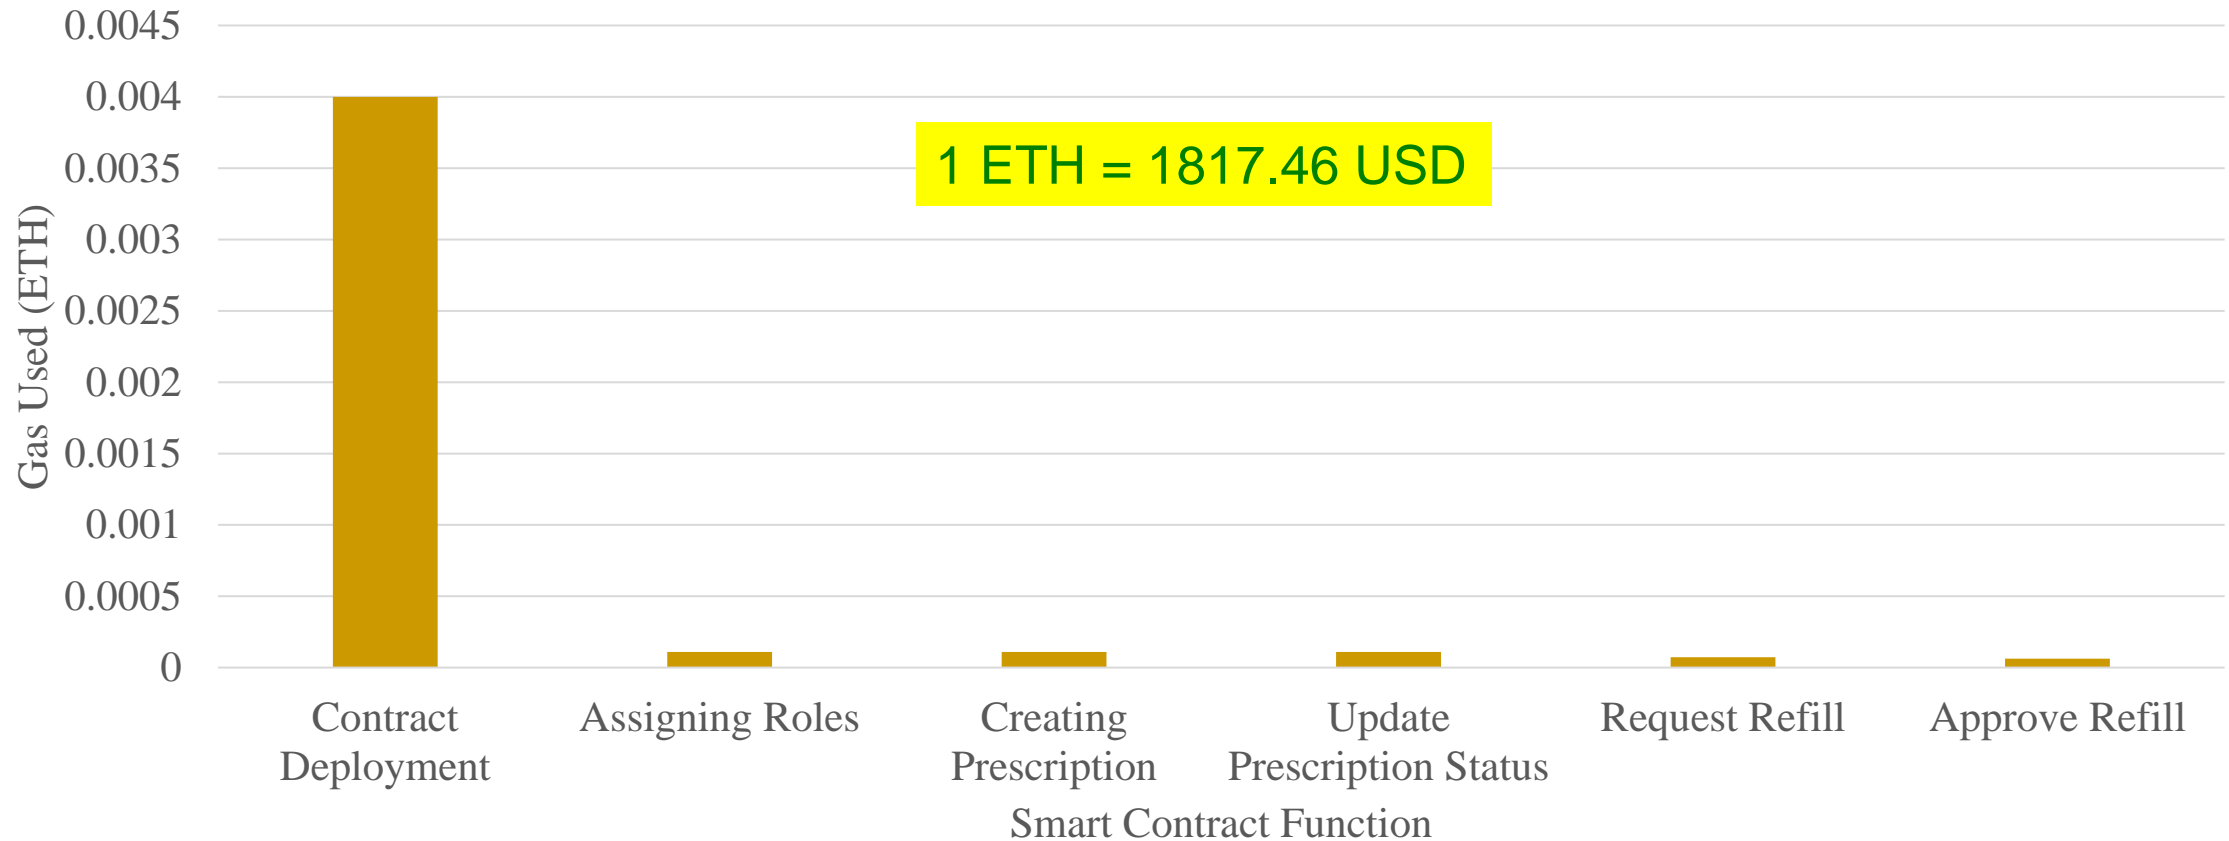 0.0045
0.004
0.0035
0.003
0.0025
0.002
0.0015
0.001
0.0005
0
Gas Used (ETH)
1 ETH = 1817.46 USD
Contract
Deployment
Assigning Roles
Creating
Prescription
Update
Prescription Status
Request Refill
Approve Refill
Smart Contract Function